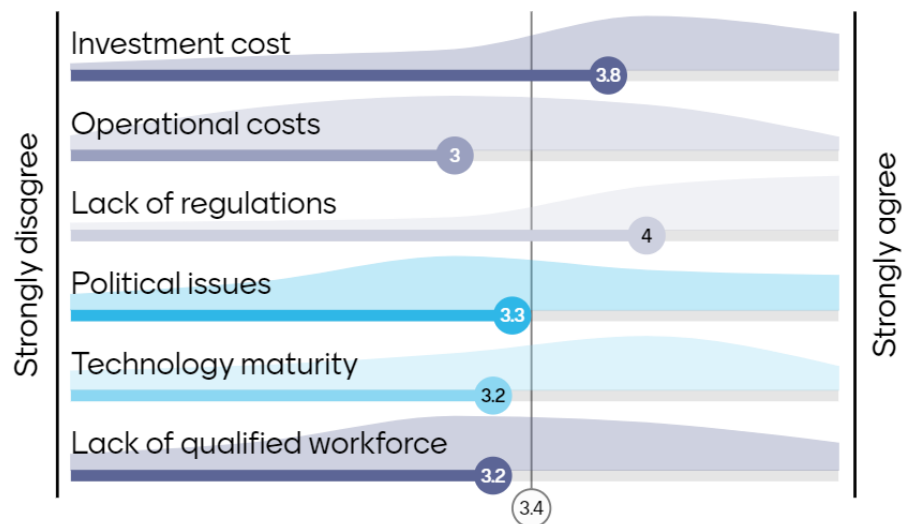 Strongly disagree
Investment cost
3.8
Operational costs
3
Lack of regulations
4
Political issues
3.3
Technology maturity
3.2
Lack of qualified workforce
3.2
3.4
Strongly agree